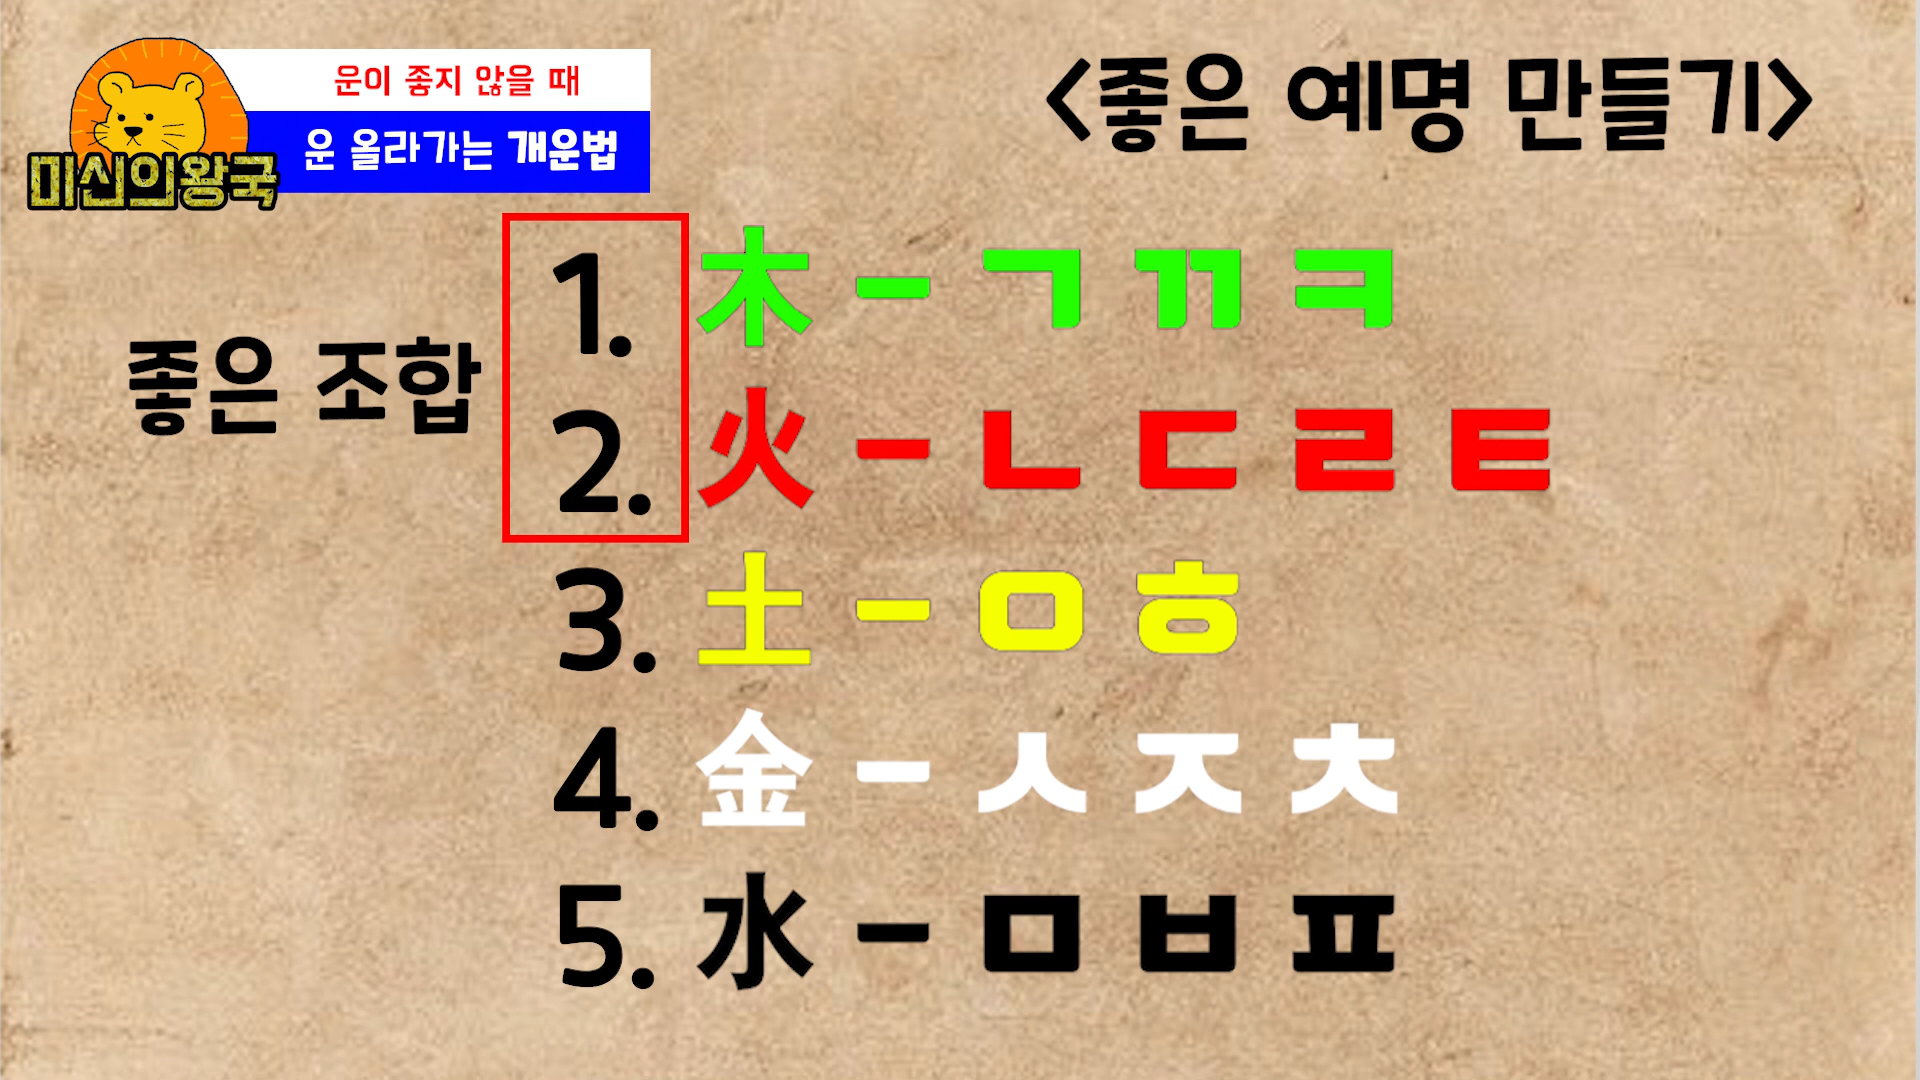 운이 좋지 않을 때
운 올라가는 개운법
미신의왕국
<좋은 예명 만들기>
좋은 조합
1. 木 - ㄱ ㄲ ㅋ
2. 火 - ㄴ ㄷ ㄹ ㅌ
3. 土 - ㅇ ㅎ
4. 金 - ㅅ ㅈ ㅊ
5. 水 - ㅁ ㅂ ㅍ